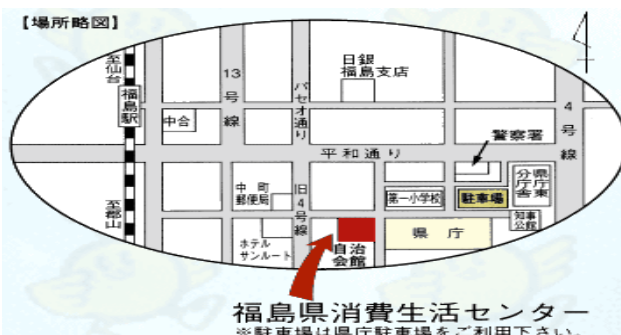 【場所略図】
至仙台
福島駅
至郡山
13号線
中合
パセオ通り
日銀
福島支店
4号線
警察署
平和通り
中町
郵便局
旧4号線
第一小学校
駐車場
県庁東
分庁舎
知事
公館
ホテル
サンルート
自治
会館
県庁
福島県消費生活センター
※駐車場は県庁駐車場をご利用下さい。